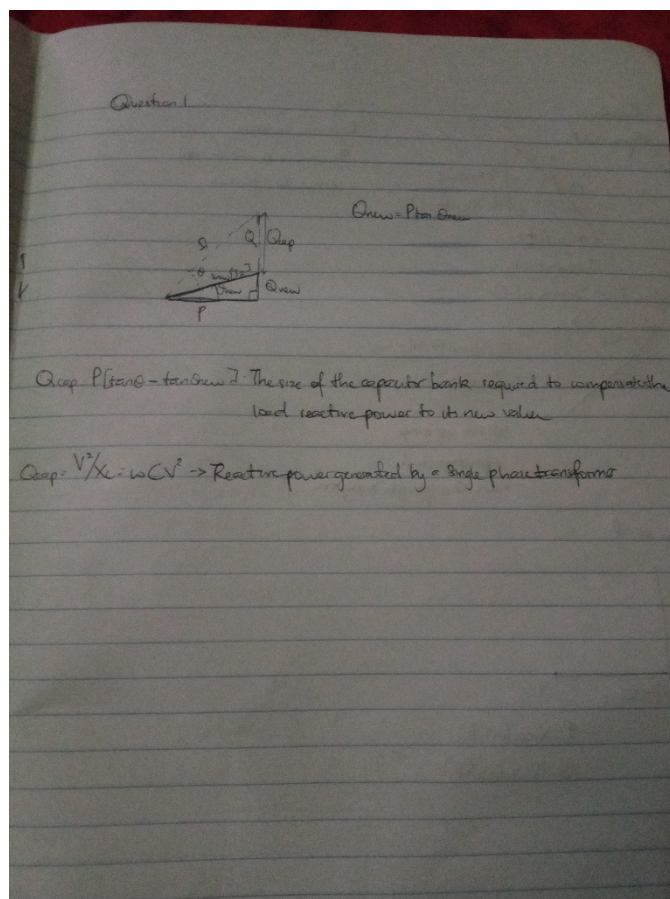 Question 1
Qnew = Ptan θnew
S
Q
Qcap
θ
θnew
Qnew
P
Qcap = P[tanθ - tanθnew] . The size of the capacitor bank required to compensate the
load reactive power to its new value
Qcap = V²/Xc = ωCV² → Reactive power generated by a single phase transformer